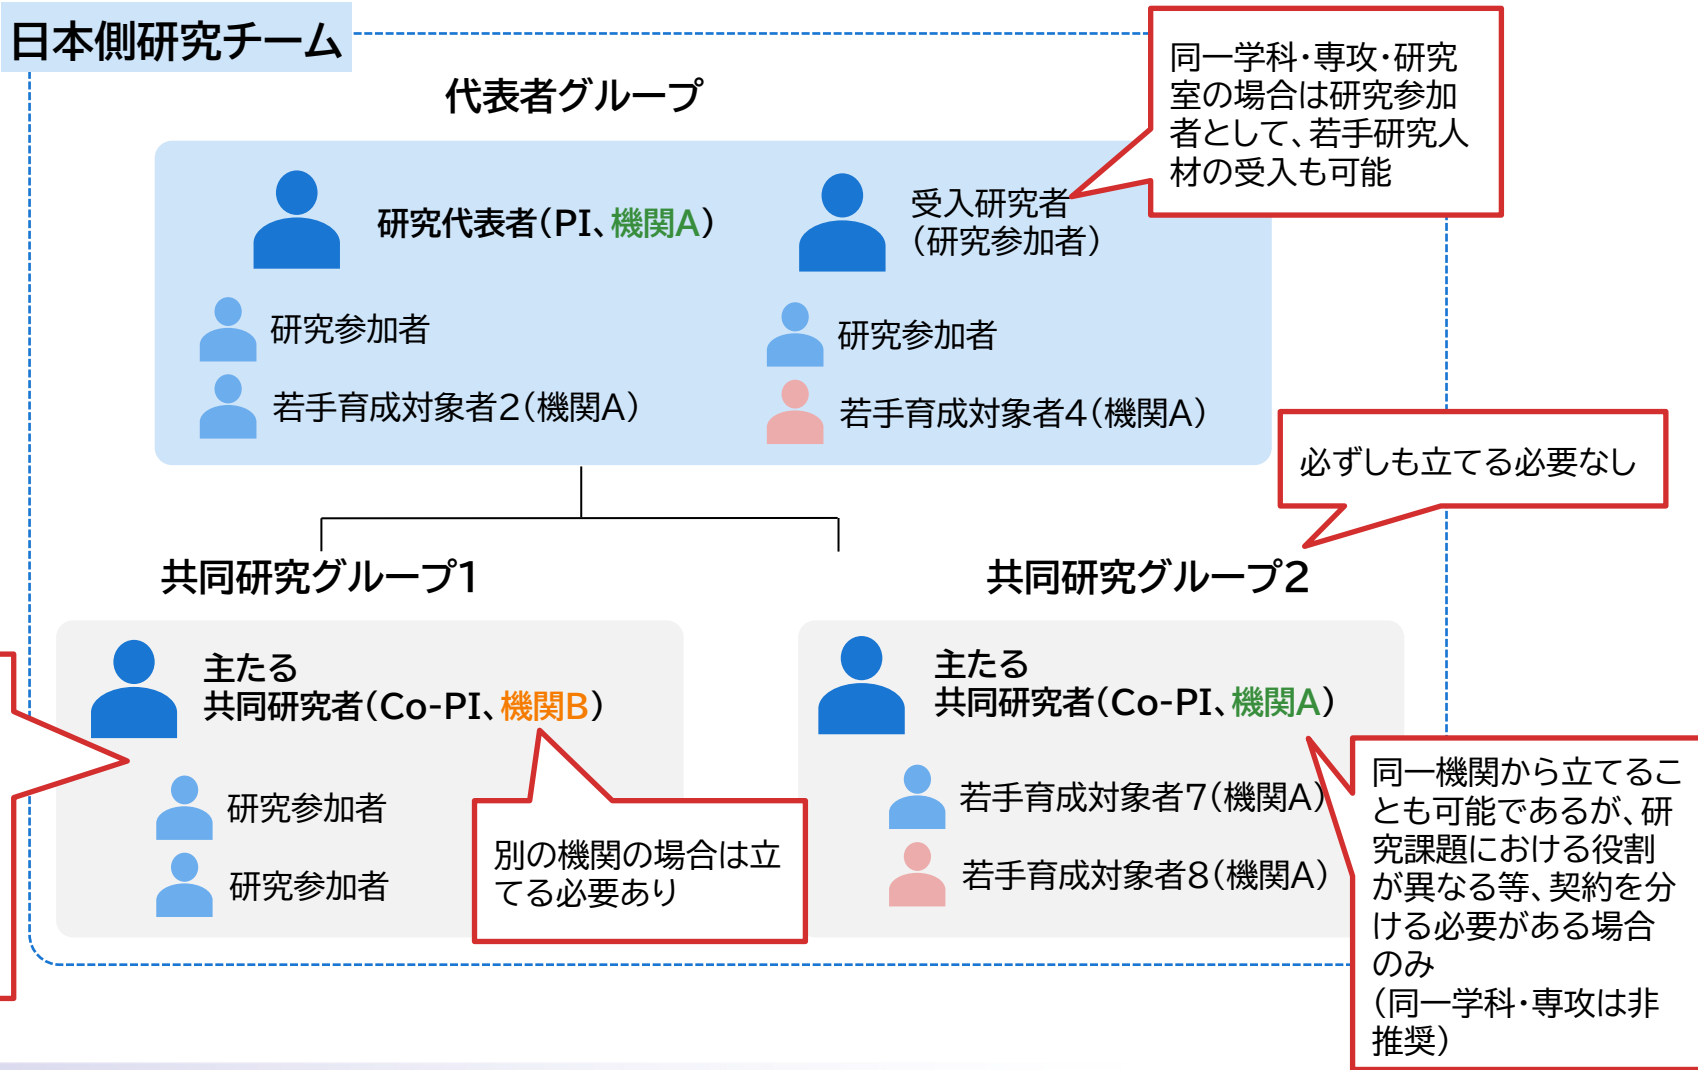 日本側研究チーム
代表者グループ
同一学科・専攻・研究
室の場合は研究参加
者として、若手研究人
材の受入も可能
研究代表者(PI、機関A)
受入研究者
(研究参加者)
研究参加者
研究参加者
若手育成対象者2(機関A)
若手育成対象者4(機関A)
必ずしも立てる必要なし
共同研究グループ1
共同研究グループ2
主たる
共同研究者(Co-PI、機関B)
主たる
共同研究者(Co-PI、機関A)
研究参加者
研究参加者
別の機関の場合は立
てる必要あり
若手育成対象者7(機関A)
若手育成対象者8(機関A)
同一機関から立てるこ
とも可能であるが、研
究課題における役割
が異なる等、契約を分
ける必要がある場合
のみ
(同一学科・専攻は非
推奨)